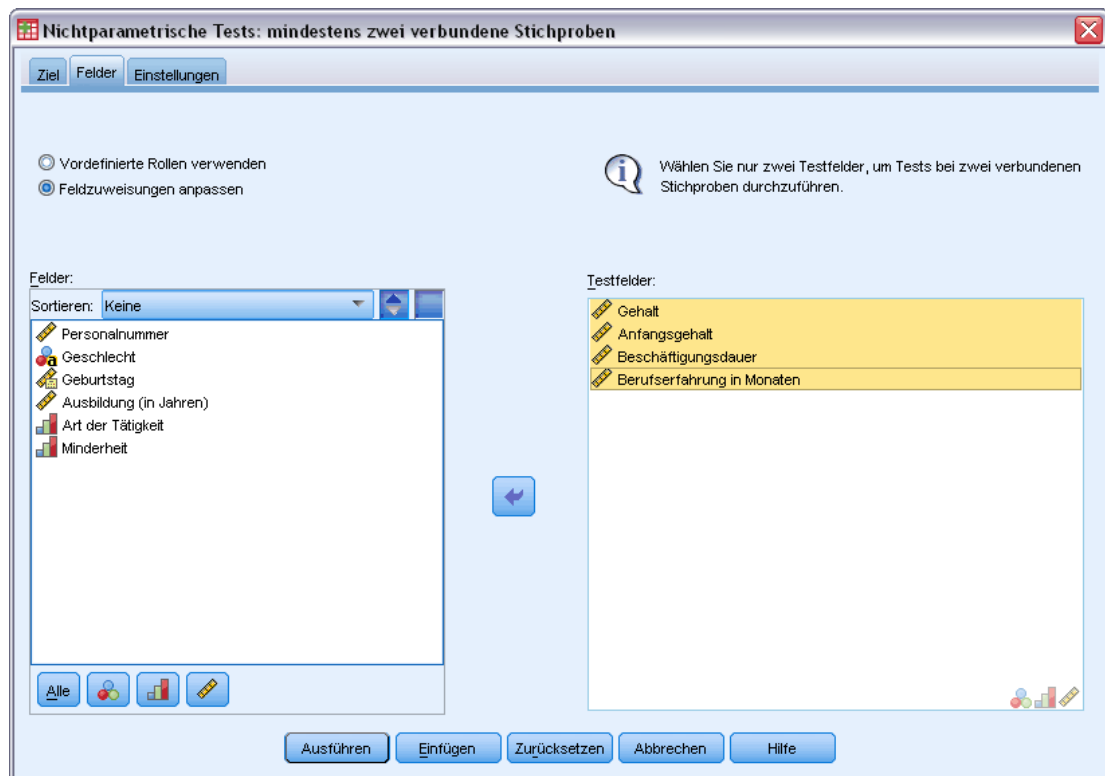 Nichtparametrische Tests: mindestens zwei verbundene Stichproben
Ziel Felder Einstellungen
Vordefinierte Rollen verwenden
Feldzuweisungen anpassen
Wählen Sie nur zwei Testfelder, um Tests bei zwei verbundenen
Stichproben durchzuführen.
Felder:
Sortieren: Keine
Personalnummer
Geschlecht
Geburtstag
Ausbildung (in Jahren)
Art der Tätigkeit
Minderheit
Alle
Testfelder:
Gehalt
Anfangsgehalt
Beschäftigungsdauer
Berufserfahrung in Monaten
Ausführen Einfügen Zurücksetzen Abbrechen Hilfe